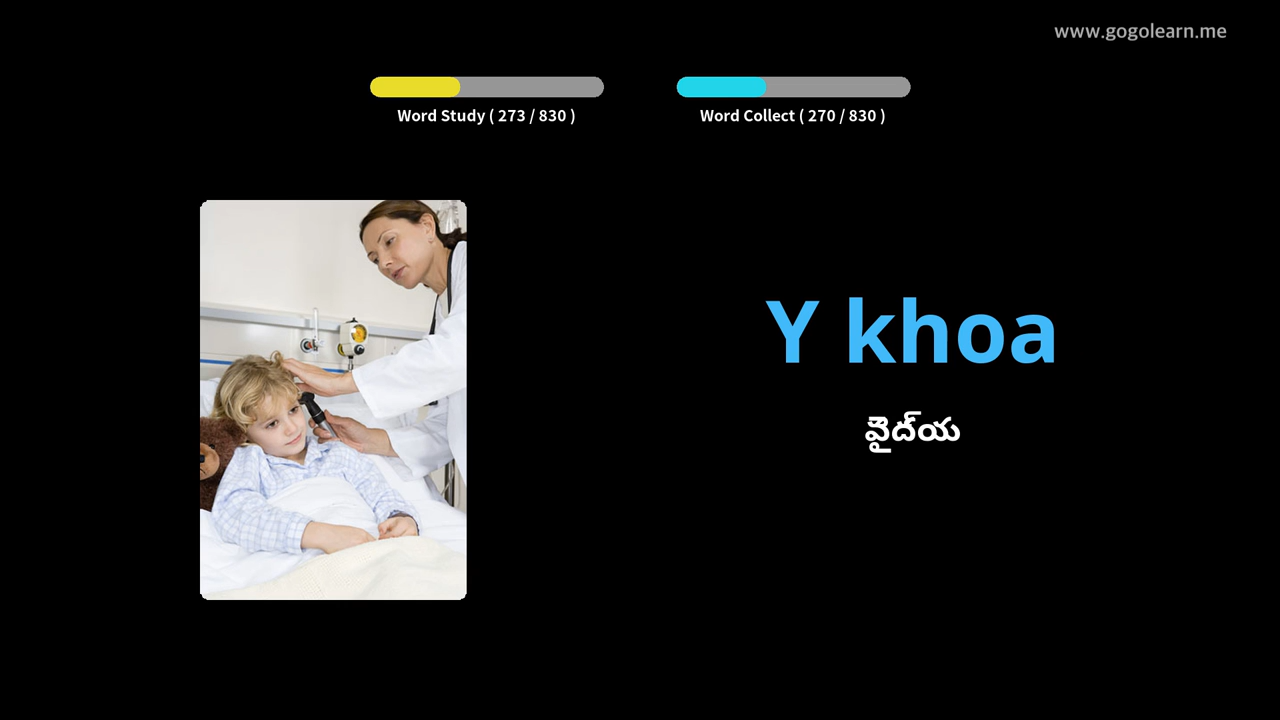 www.gogolearn.me
Word Study ( 273 / 830 )
Word Collect ( 270 / 830 )
Y khoa
వైద్య